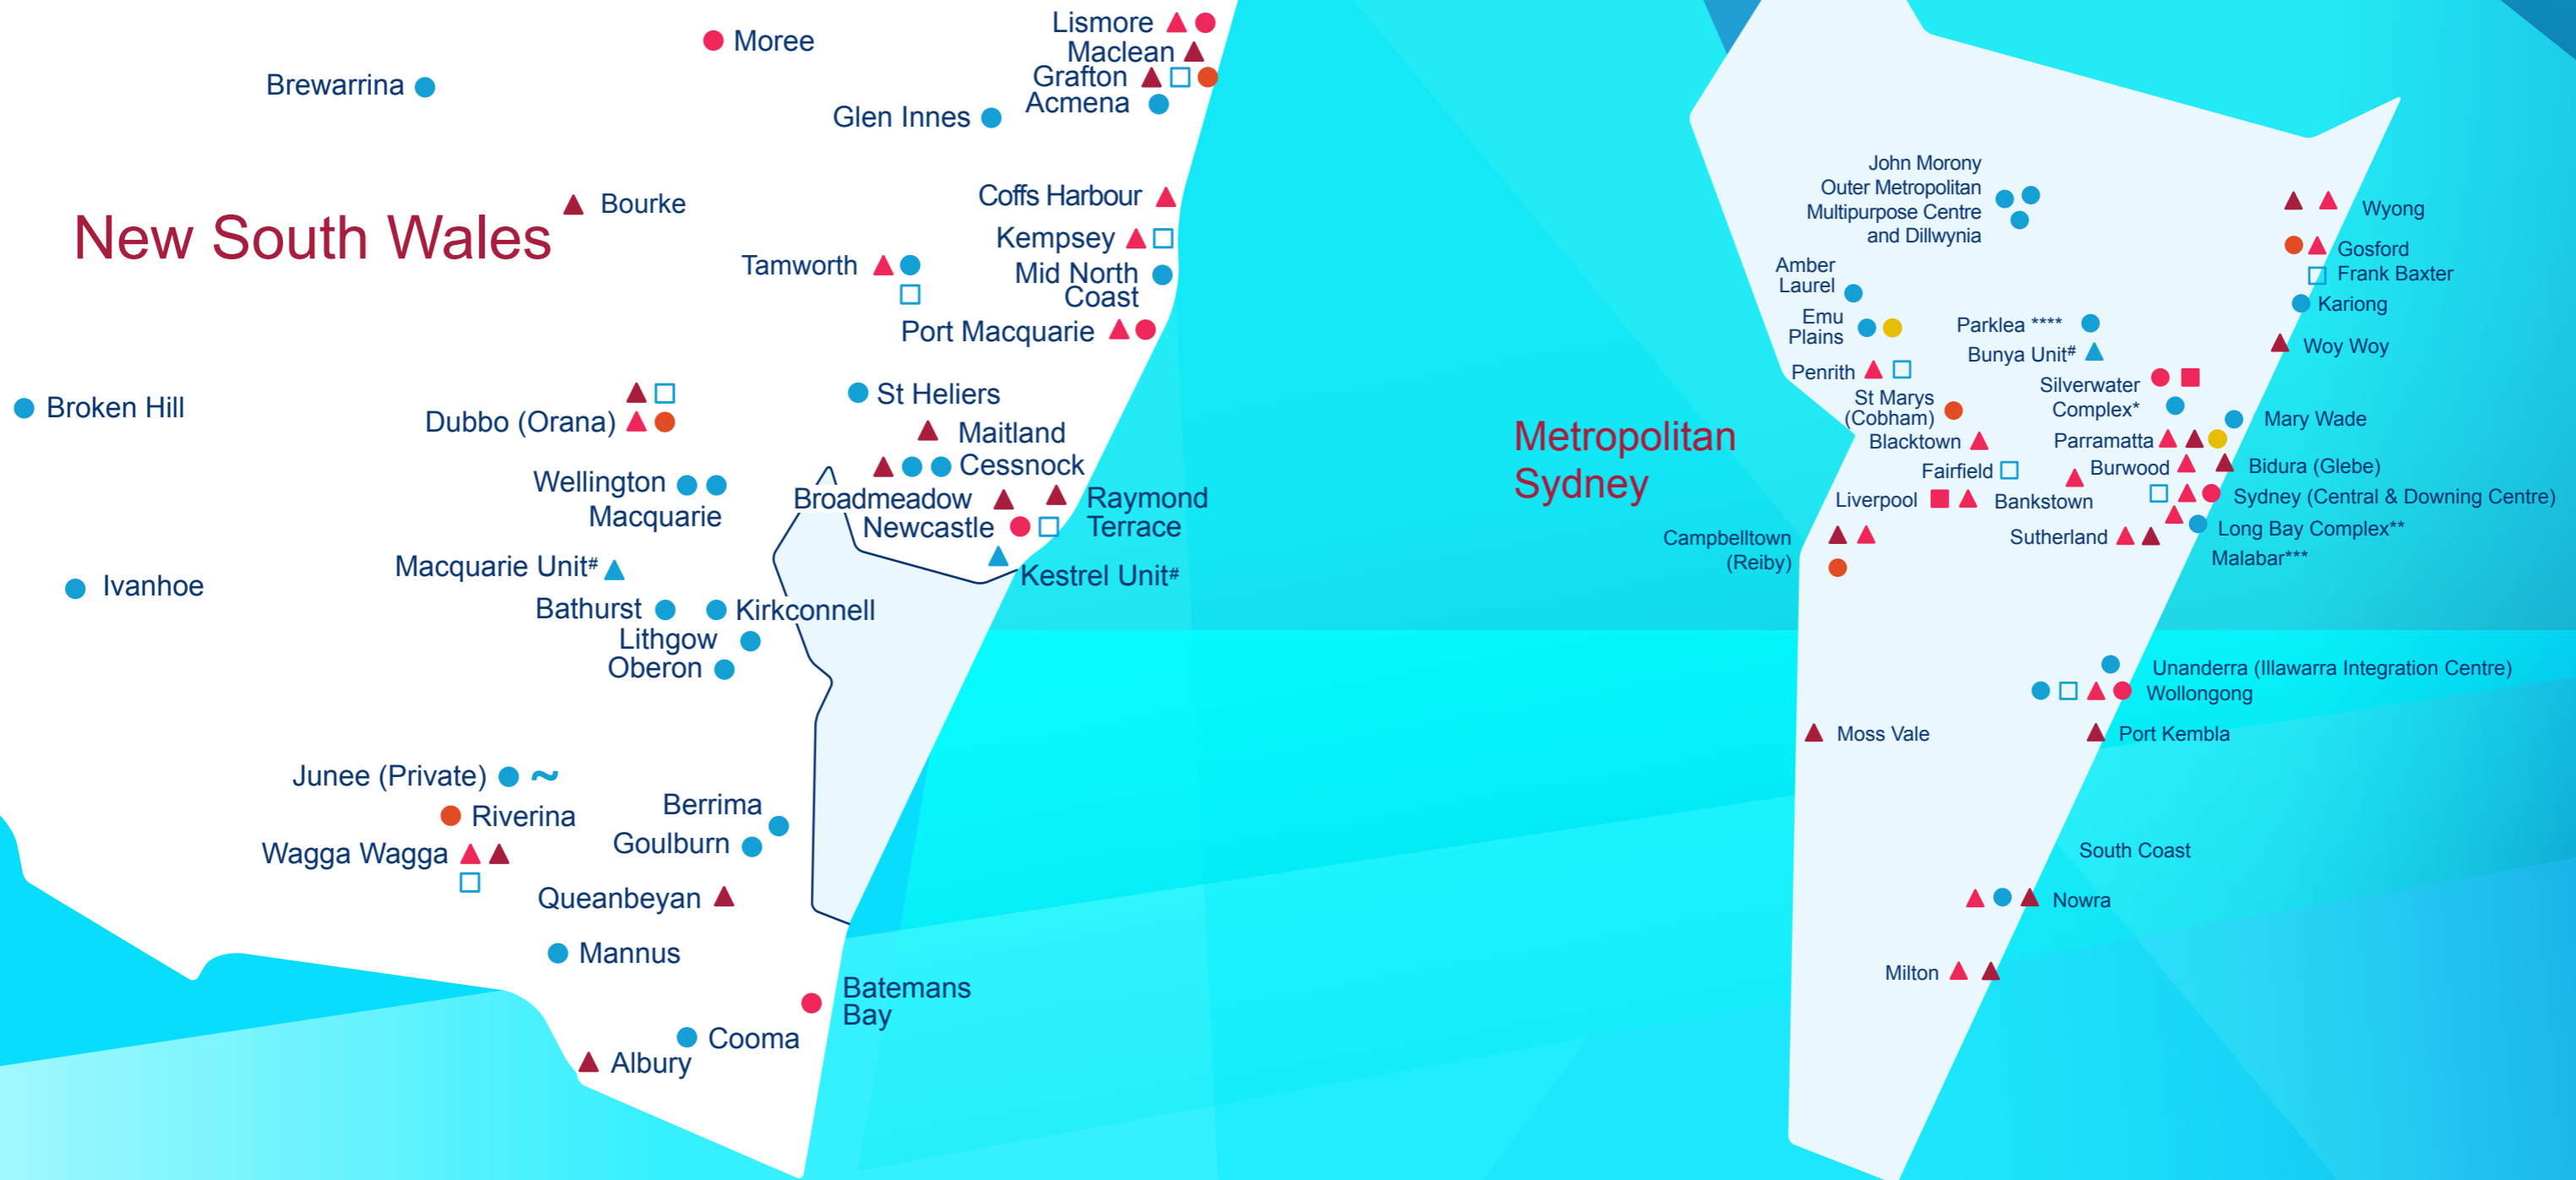 Lismore
Moree
Maclean
Grafton
Brewarrina
Acmena
Glen Innes
Coffs Harbour
Bourke
New South Wales
Kempsey
Tamworth
Mid North
Coast
Port Macquarie
St Heliers
Broken Hill
Dubbo (Orana)
Maitland
Cessnock
Wellington
Macquarie
Broadmeadow
Raymond
Terrace
Newcastle
Macquarie Unit#
Kestrel Unit#
Ivanhoe
Bathurst
Kirkconnell
Lithgow
Oberon
Junee (Private) ~
Berrima
Riverina
Goulburn
Wagga Wagga
Queanbeyan
Mannus
Batemans
Bay
Cooma
Albury
Metropolitan
Sydney
John Morony
Outer Metropolitan
Multipurpose Centre
and Dillwynia
Wyong
Gosford
Frank Baxter
Kariong
Amber
Laurel
Emu
Plains
Parklea ****
Bunya Unit#
Woy Woy
Penrith
Silverwater
Complex*
St Marys
(Cobham)
Mary Wade
Blacktown
Parramatta
Fairfield
Burwood
Bidura (Glebe)
Liverpool
Bankstown
Sydney (Central & Downing Centre)
Campbelltown
(Reiby)
Sutherland
Long Bay Complex**
Malabar***
Unanderra (Illawarra Integration Centre)
Wollongong
Moss Vale
Port Kembla
South Coast
Nowra
Milton